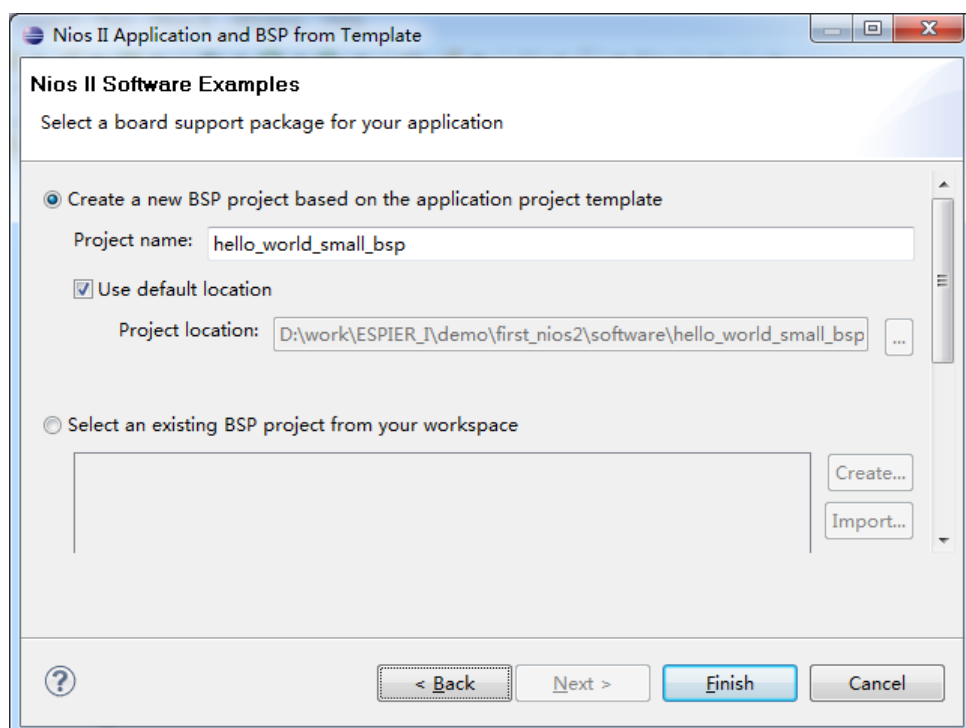 Nios II Application and BSP from Template
Nios II Software Examples
Select a board support package for your application
Create a new BSP project based on the application project template
Project name: hello_world_small_bsp
Use default location
Project location: D:\work\ESPIER_I\demo\first_nios2\software\hello_world_small_bsp ...
Select an existing BSP project from your workspace
Create...
Import...
? < Back Next > Finish Cancel